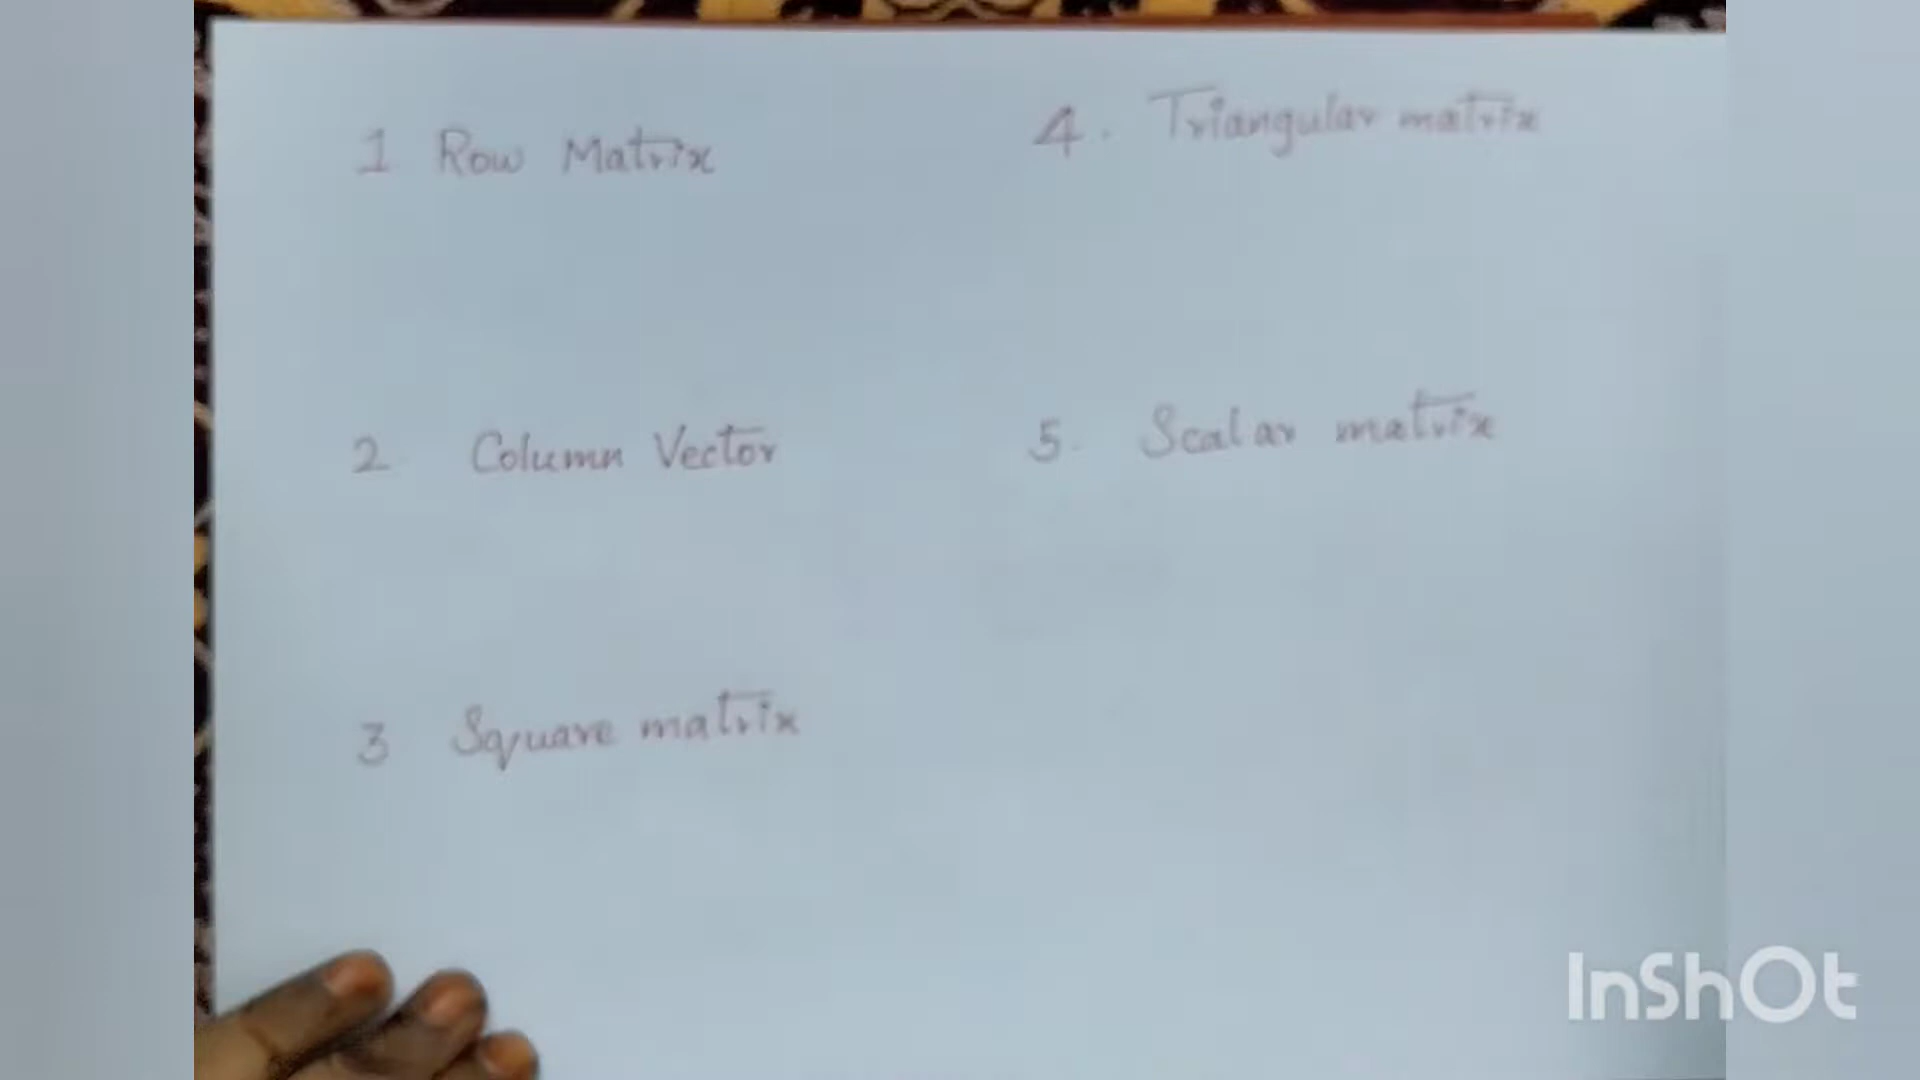 1 Row Matrix
2 Column Vector
3 Square matrix
4. Triangular matrix
5. Scalar matrix
InShOt